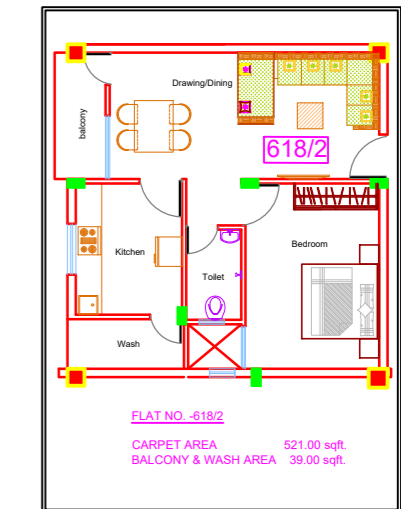 Drawing/Dining
balcony
618/2
Kitchen
Bedroom
Toilet
Wash
FLAT NO. -618/2
CARPET AREA 521.00 sqft.
BALCONY & WASH AREA 39.00 sqft.